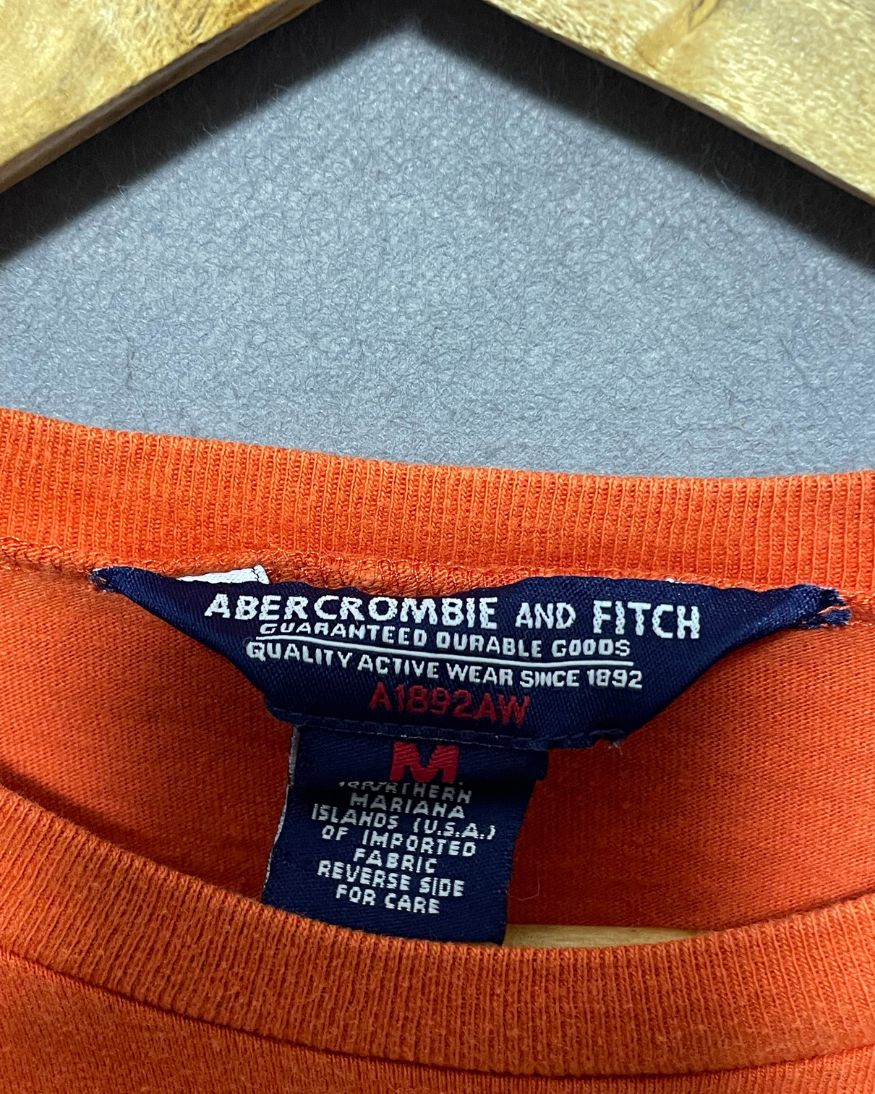 ABERCROMBIE AND FITCH
GUARANTEED DURABLE GOODS
QUALITY ACTIVE WEAR SINCE 1892
A1892AW
M
NORTHERN
MARIANA
ISLANDS (U.S.A.)
OF IMPORTED
FABRIC
REVERSE SIDE
FOR CARE